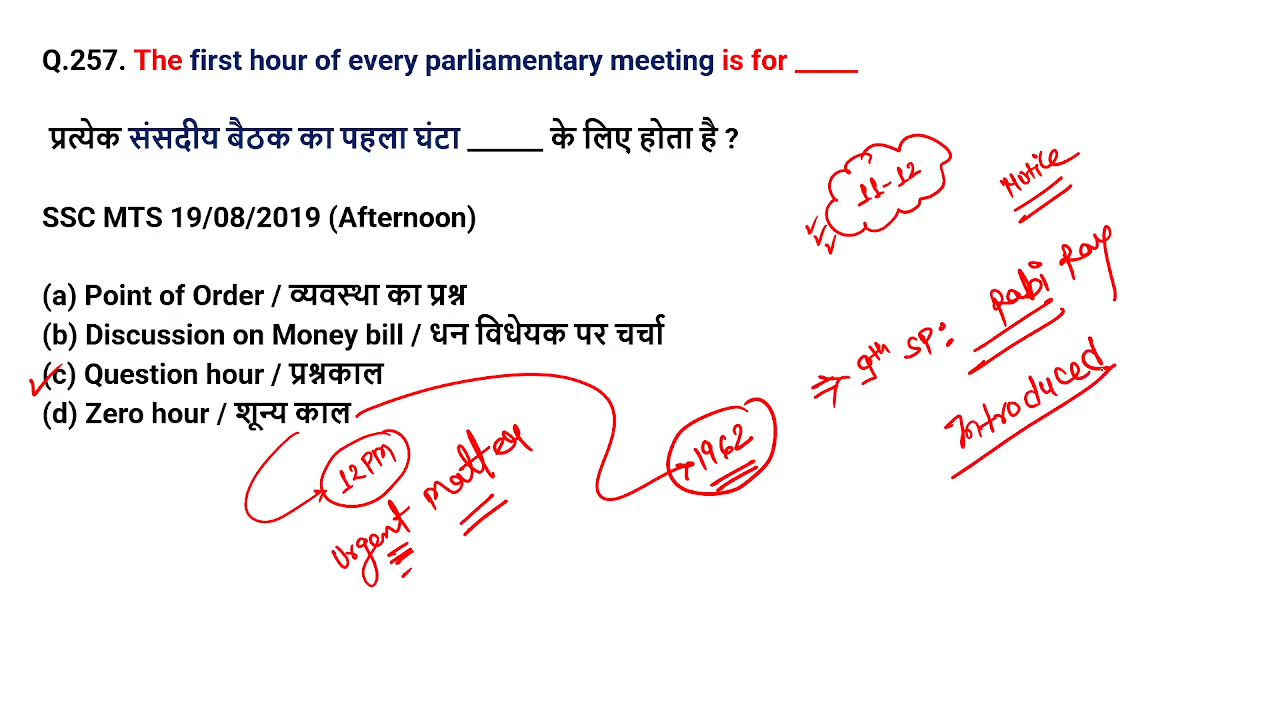 Q.257. The first hour of every parliamentary meeting is for _____
प्रत्येक संसदीय बैठक का पहला घंटा _____ के लिए होता है ?
SSC MTS 19/08/2019 (Afternoon)
(a) Point of Order / व्यवस्था का प्रश्न
(b) Discussion on Money bill / धन विधेयक पर चर्चा
(c) Question hour / प्रश्नकाल
(d) Zero hour / शून्य काल
11-12
Notice
⇒ 9th SP: Rabi Ray
Introduced
12 PM
→1962
Urgent matter